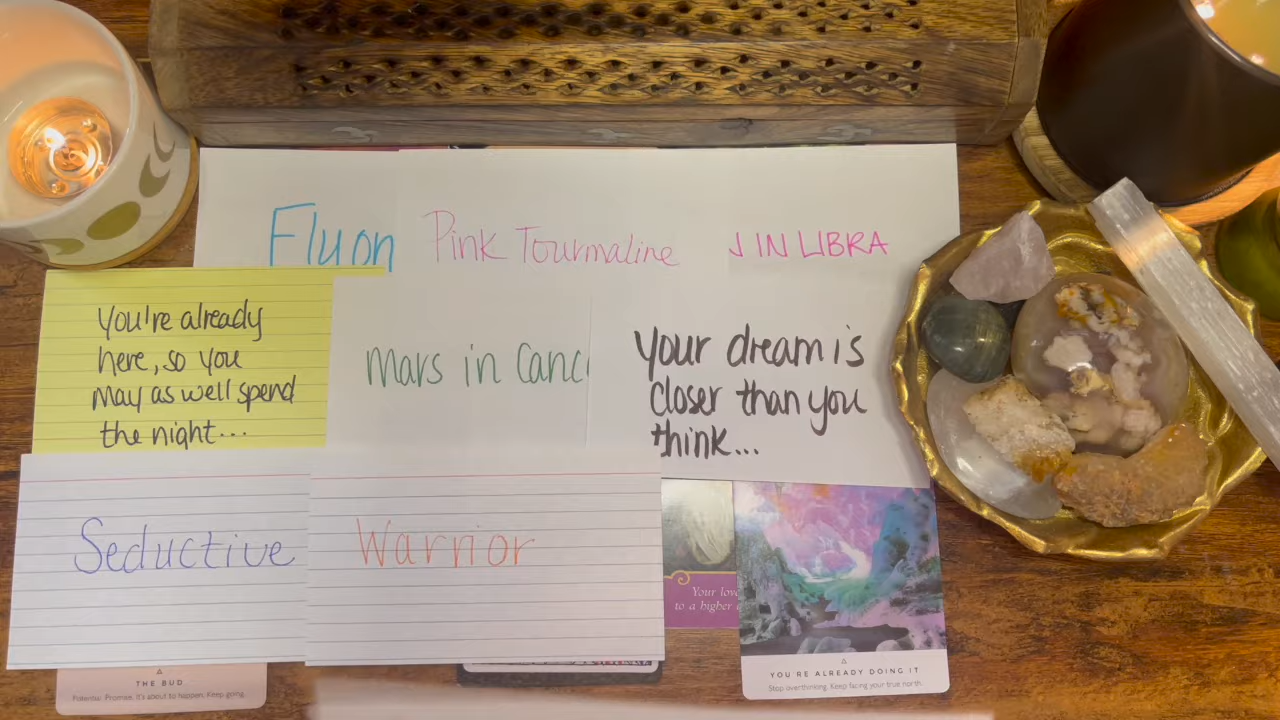 Fluor
Pink Tourmaline
IN LIBRA
You're already
here, so you
may as well spend
the night...
Mars in Canc
Your dream is
closer than you
think...
Seductive
Warrior
Your love
to a higher
THE BUD
Potential. Promise. It's about to happen. Keep going.
YOU'RE ALREADY DOING IT
Stop overthinking. Keep facing your true north.